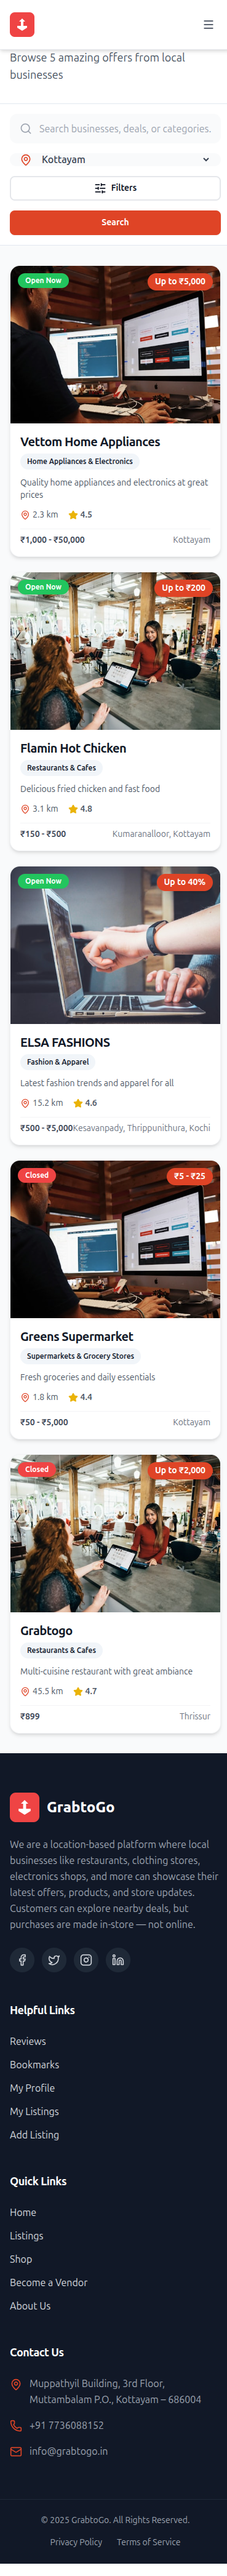 Browse 5 amazing offers from local
businesses
Search businesses, deals, or categories.
Kottayam
Filters
Search
Open Now
Up to ₹5,000
Vettom Home Appliances
Home Appliances & Electronics
Quality home appliances and electronics at great
prices
2.3 km 4.5
₹1,000 - ₹50,000 Kottayam
Open Now
Up to ₹200
Flamin Hot Chicken
Restaurants & Cafes
Delicious fried chicken and fast food
3.1 km 4.8
₹150 - ₹500 Kumaranalloor, Kottayam
Open Now
Up to 40%
ELSA FASHIONS
Fashion & Apparel
Latest fashion trends and apparel for all
15.2 km 4.6
₹500 - ₹5,000 Kesavanpady, Thrippunithura, Kochi
Closed
₹5 - ₹25
Greens Supermarket
Supermarkets & Grocery Stores
Fresh groceries and daily essentials
1.8 km 4.4
₹50 - ₹5,000 Kottayam
Closed
Up to ₹2,000
Grabtogo
Restaurants & Cafes
Multi-cuisine restaurant with great ambiance
45.5 km 4.7
₹899 Thrissur
GrabtoGo
We are a location-based platform where local
businesses like restaurants, clothing stores,
electronics shops, and more can showcase their
latest offers, products, and store updates.
Customers can explore nearby deals, but
purchases are made in-store — not online.
Helpful Links
Reviews
Bookmarks
My Profile
My Listings
Add Listing
Quick Links
Home
Listings
Shop
Become a Vendor
About Us
Contact Us
Muppathyil Building, 3rd Floor,
Muttambalam P.O., Kottayam – 686004
+91 7736088152
info@grabtogo.in
© 2025 GrabtoGo. All Rights Reserved.
Privacy Policy Terms of Service